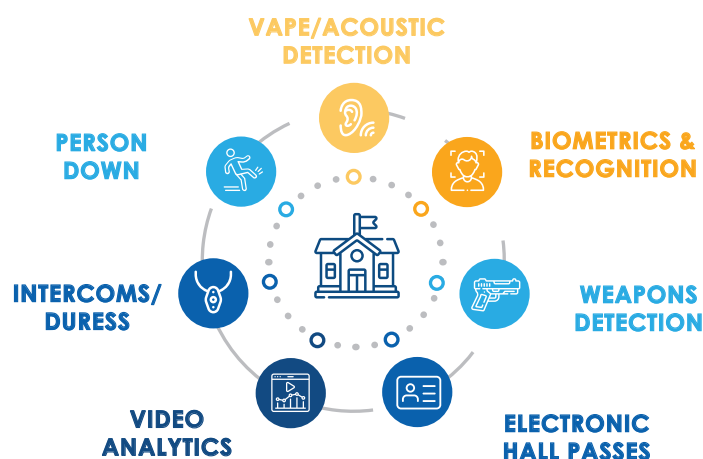 VAPE/ACOUSTIC
DETECTION
BIOMETRICS &
RECOGNITION
PERSON
DOWN
INTERCOMS/
DURESS
WEAPONS
DETECTION
VIDEO
ANALYTICS
ELECTRONIC
HALL PASSES